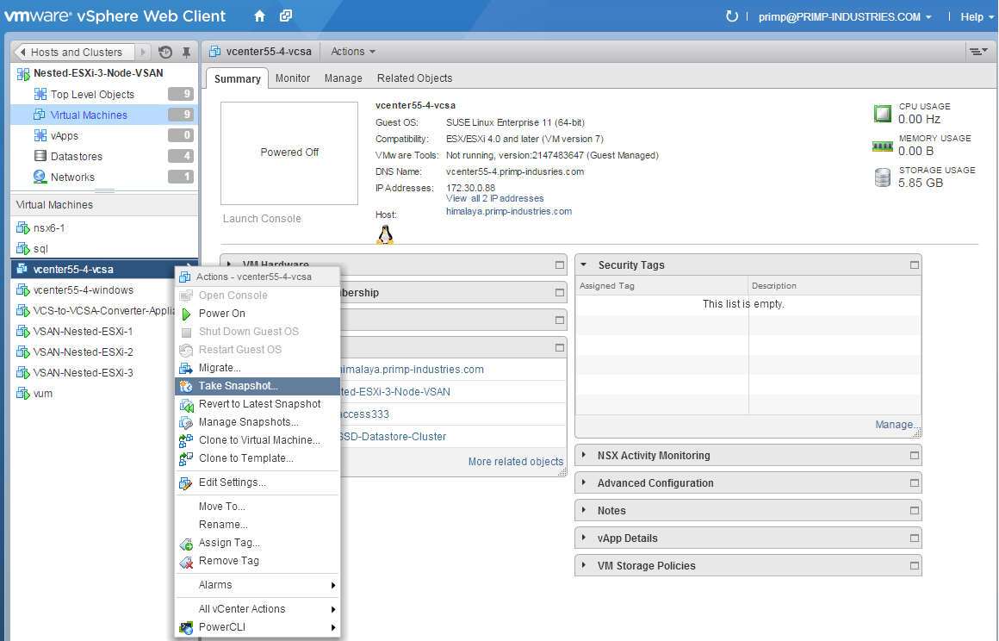 vmware® vSphere Web Client
primp@PRIMP-INDUSTRIES.COM
Help
Hosts and Clusters
Nested-ESXi-3-Node-VSAN
Top Level Objects 9
Virtual Machines 9
vApps 0
Datastores 4
Networks 1
Virtual Machines
nsx6-1
sql
vcenter55-4-vcsa
vcenter55-4-windows
VCS-to-VCSA-Converter-Applia
VSAN-Nested-ESXi-1
VSAN-Nested-ESXi-2
VSAN-Nested-ESXi-3
vum
vcenter55-4-vcsa Actions
Summary Monitor Manage Related Objects
Powered Off
Launch Console
vcenter55-4-vcsa
Guest OS: SUSE Linux Enterprise 11 (64-bit)
Compatibility: ESX/ESXi 4.0 and later (VM version 7)
VMware Tools: Not running, version:2147483647 (Guest Managed)
DNS Name: vcenter55-4.primp-indusries.com
IP Addresses: 172.30.0.88
View all 2 IP addresses
Host: himalaya.primp-industries.com
CPU USAGE
0.00 Hz
MEMORY USAGE
0.00 B
STORAGE USAGE
5.85 GB
VM Hardware
bership
himalaya.primp-industries.com
ted-ESXi-3-Node-VSAN
access333
SSD-Datastore-Cluster
More related objects
Actions - vcenter55-4-vcsa
Open Console
Power On
Shut Down Guest OS
Restart Guest OS
Migrate...
Take Snapshot...
Revert to Latest Snapshot
Manage Snapshots...
Clone to Virtual Machine...
Clone to Template...
Edit Settings...
Move To...
Rename...
Assign Tag...
Remove Tag
Alarms
All vCenter Actions
PowerCLI
Security Tags
Assigned Tag Description
This list is empty.
Manage...
NSX Activity Monitoring
Advanced Configuration
Notes
vApp Details
VM Storage Policies